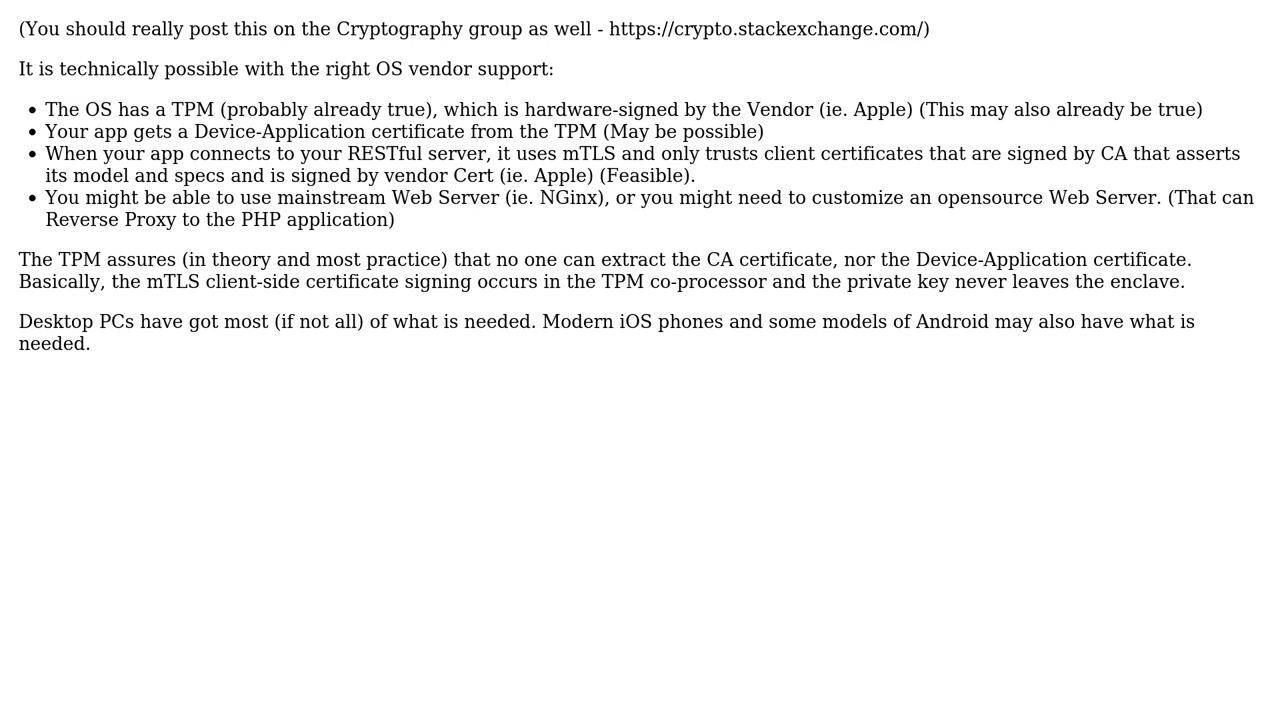 (You should really post this on the Cryptography group as well - https://crypto.stackexchange.com/)
It is technically possible with the right OS vendor support:
• The OS has a TPM (probably already true), which is hardware-signed by the Vendor (ie. Apple) (This may also already be true)
• Your app gets a Device-Application certificate from the TPM (May be possible)
• When your app connects to your RESTful server, it uses mTLS and only trusts client certificates that are signed by CA that asserts
its model and specs and is signed by vendor Cert (ie. Apple) (Feasible).
• You might be able to use mainstream Web Server (ie. NGinx), or you might need to customize an opensource Web Server. (That can
Reverse Proxy to the PHP application)
The TPM assures (in theory and most practice) that no one can extract the CA certificate, nor the Device-Application certificate.
Basically, the mTLS client-side certificate signing occurs in the TPM co-processor and the private key never leaves the enclave.
Desktop PCs have got most (if not all) of what is needed. Modern iOS phones and some models of Android may also have what is
needed.